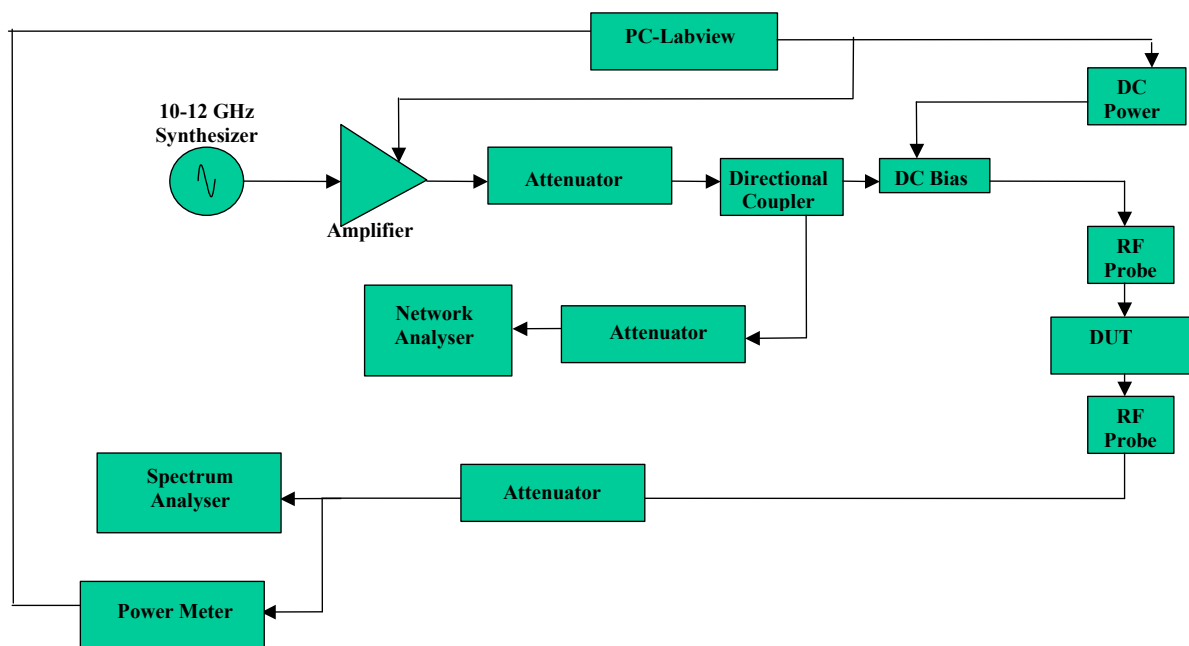 PC-Labview
DC
Power
10-12 GHz
Synthesizer
Amplifier
Attenuator
Directional
Coupler
DC Bias
RF
Probe
Network
Analyser
Attenuator
DUT
RF
Probe
Spectrum
Analyser
Attenuator
Power Meter